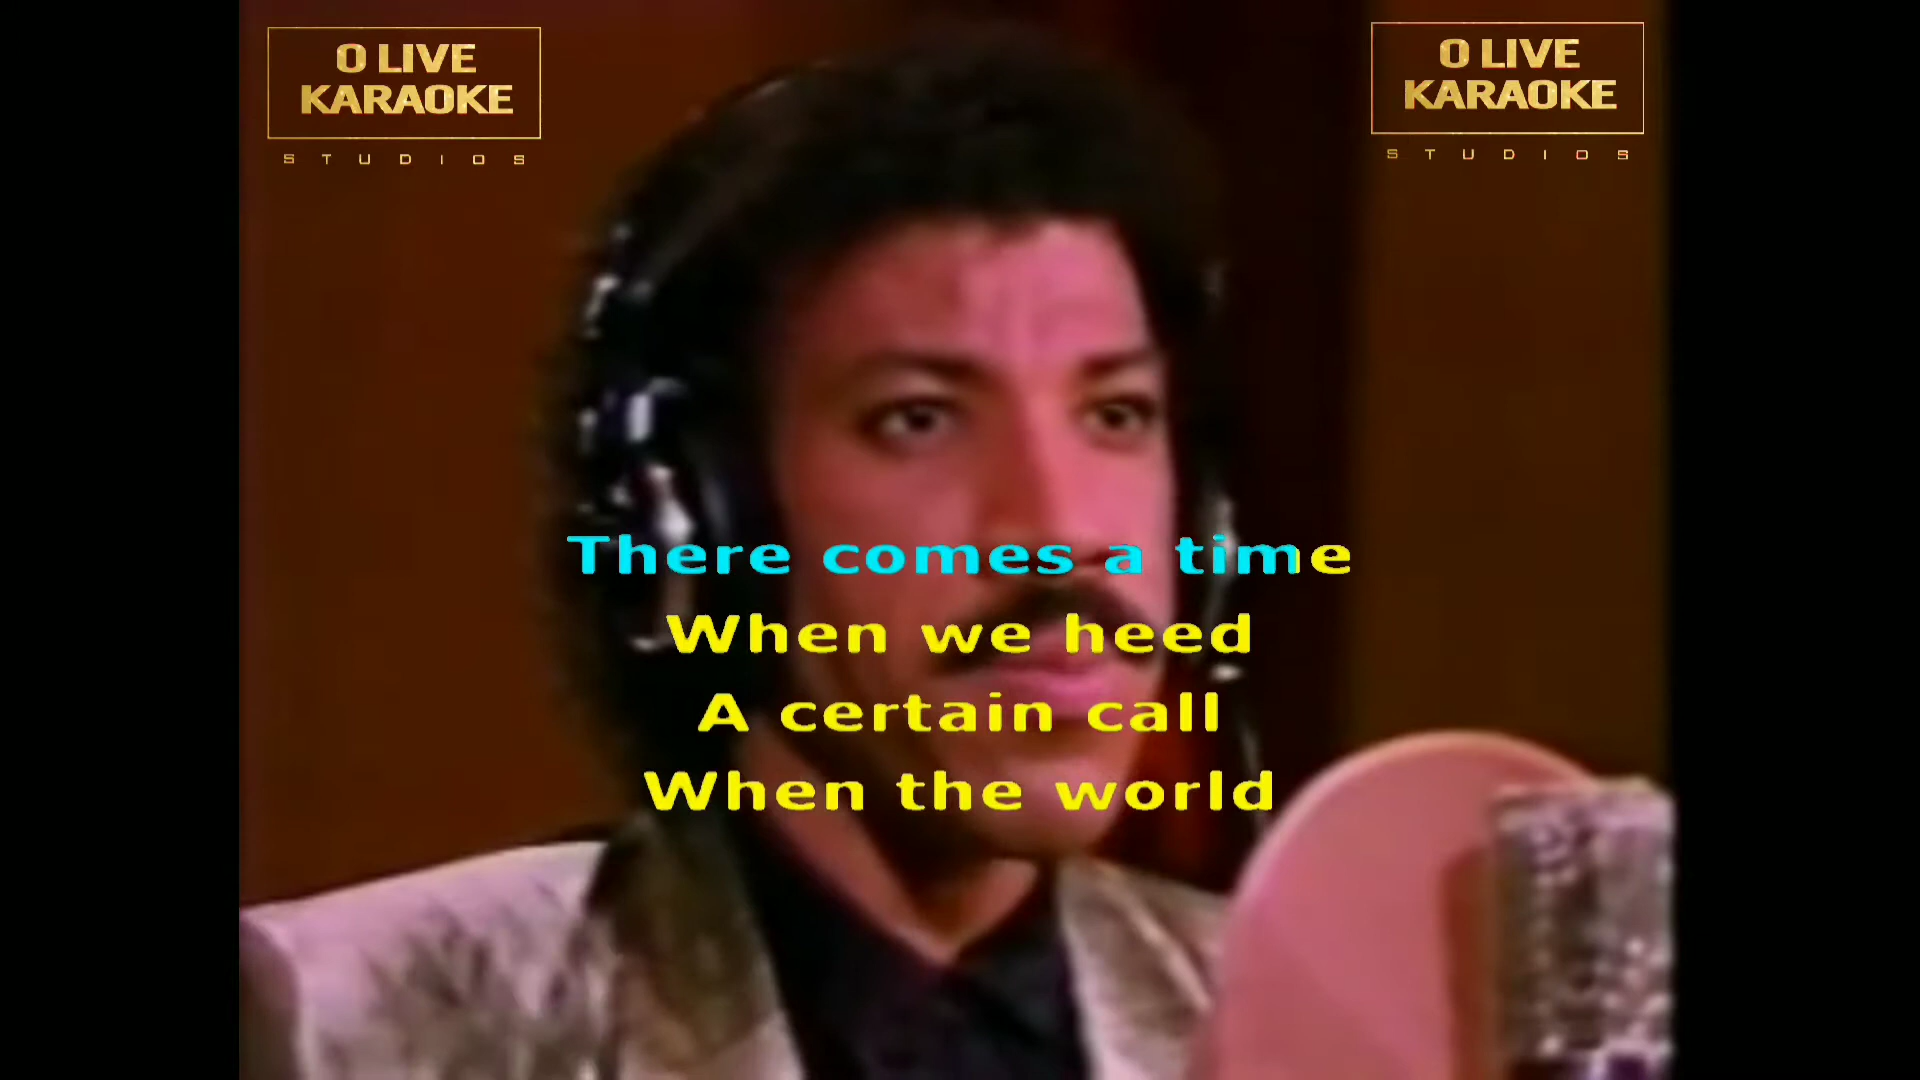 O LIVE
KARAOKE
STUDIOS
O LIVE
KARAOKE
STUDIOS
There comes a time
When we heed
A certain call
When the world